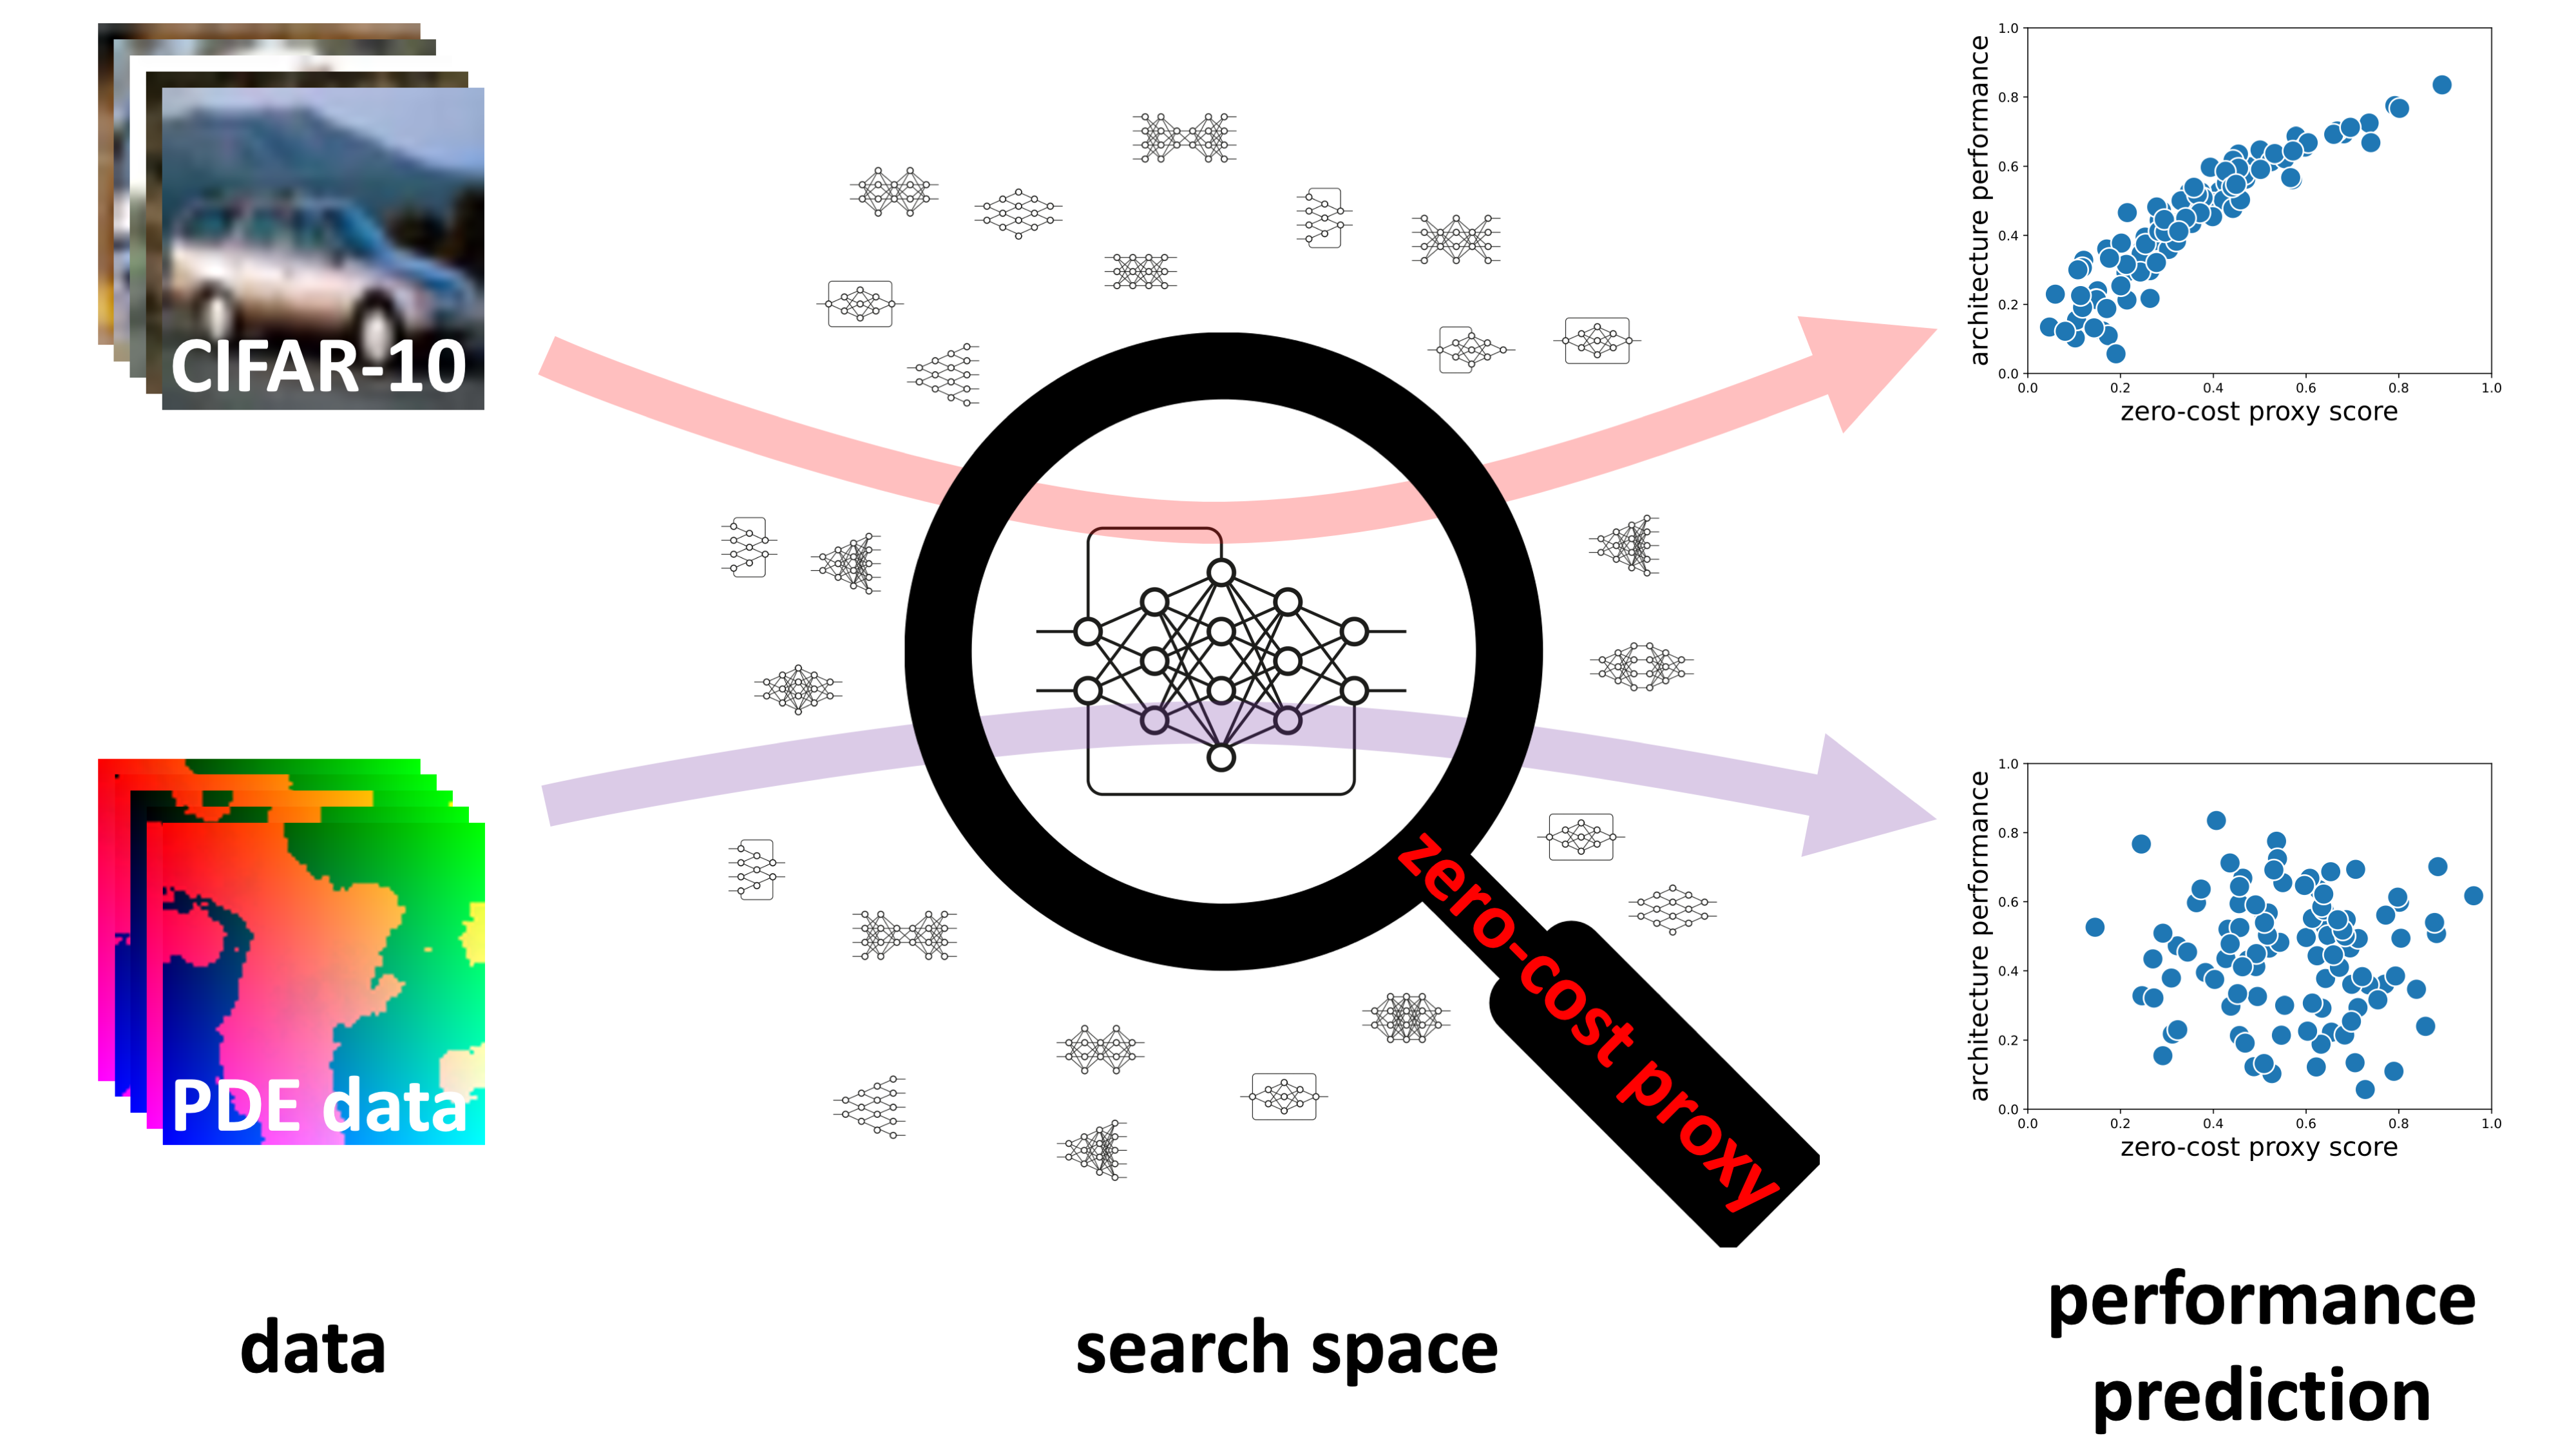 CIFAR-10
1.0
0.8
0.6
0.4
0.2
0.0
architecture performance
0.0 0.2 0.4 0.6 0.8 1.0
zero-cost proxy score
zero-cost proxy
PDE data
1.0
0.8
0.6
0.4
0.2
0.0
architecture performance
0.0 0.2 0.4 0.6 0.8 1.0
zero-cost proxy score
data
search space
performance
prediction